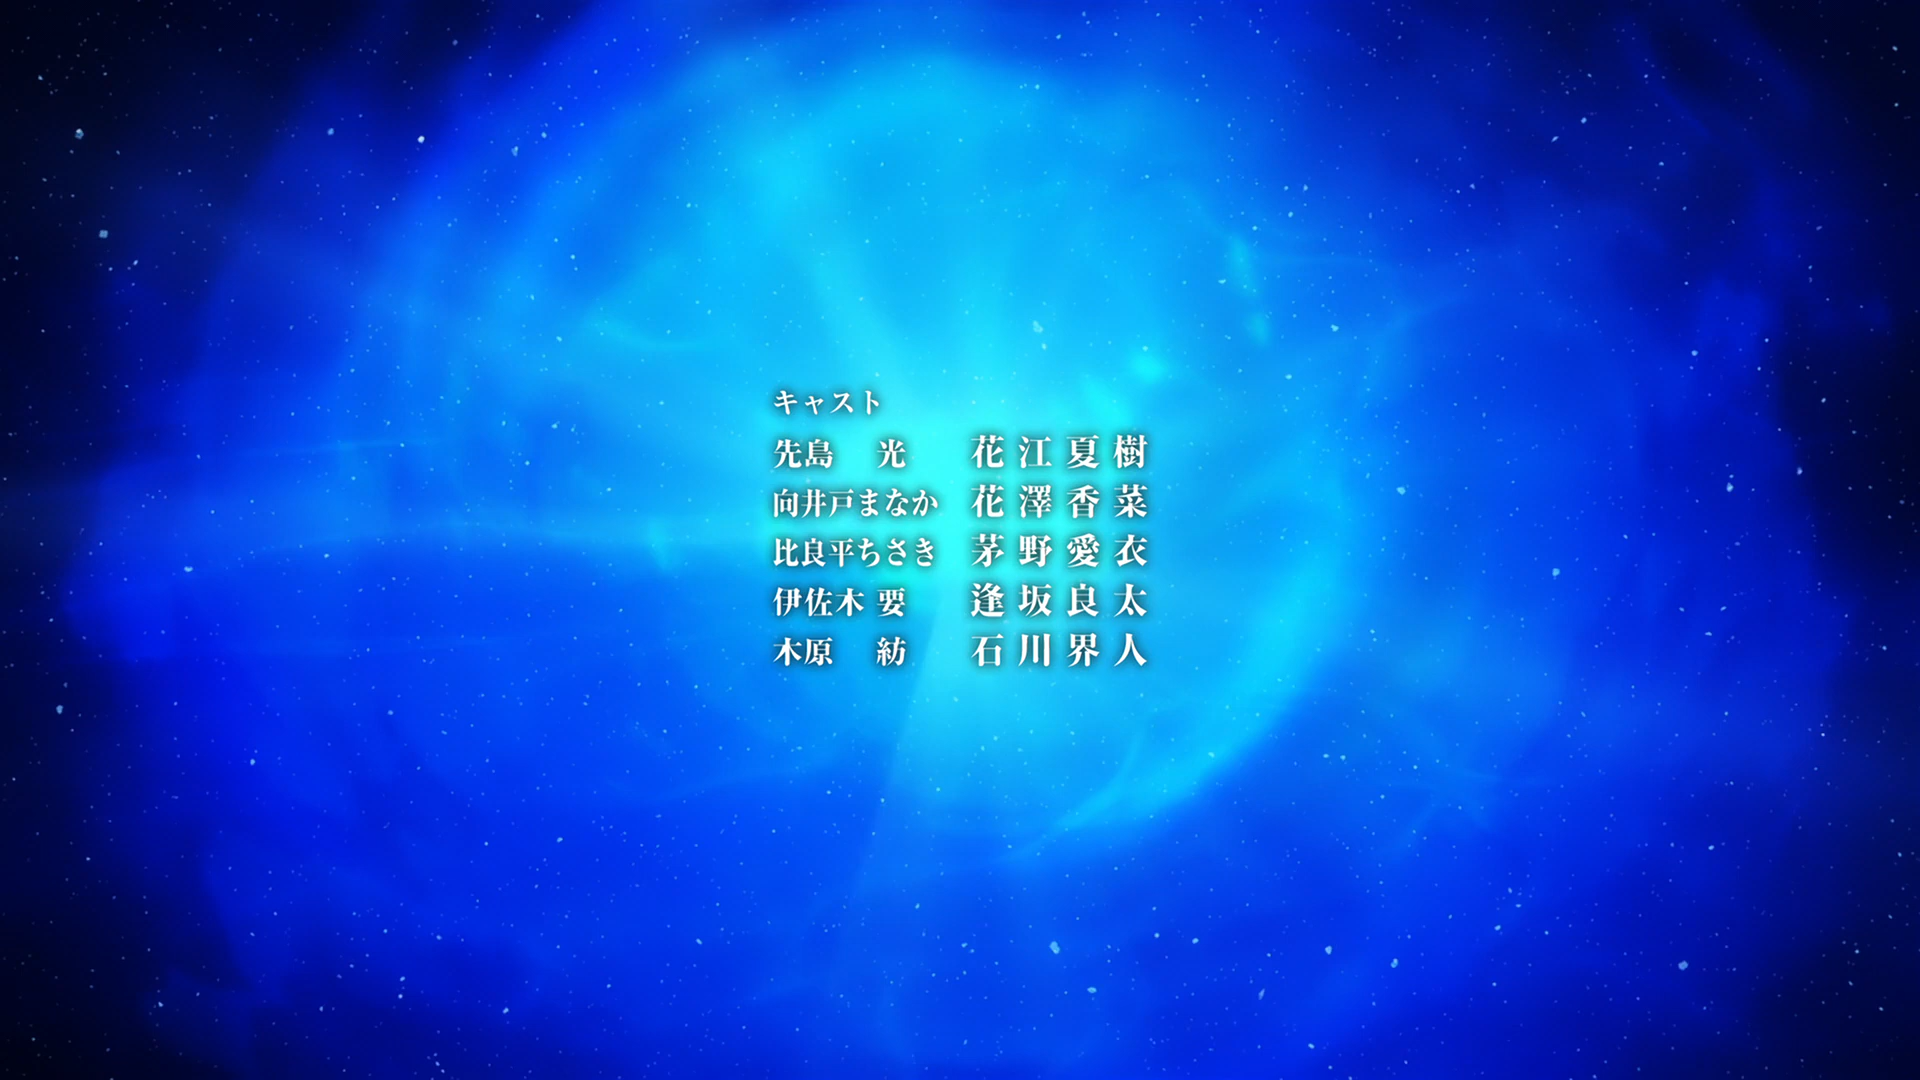 キャスト
先島 光 花江夏樹
向井戸まなか 花澤香菜
比良平ちさき 茅野愛衣
伊佐木 要 逢坂良太
木原 紡 石川界人